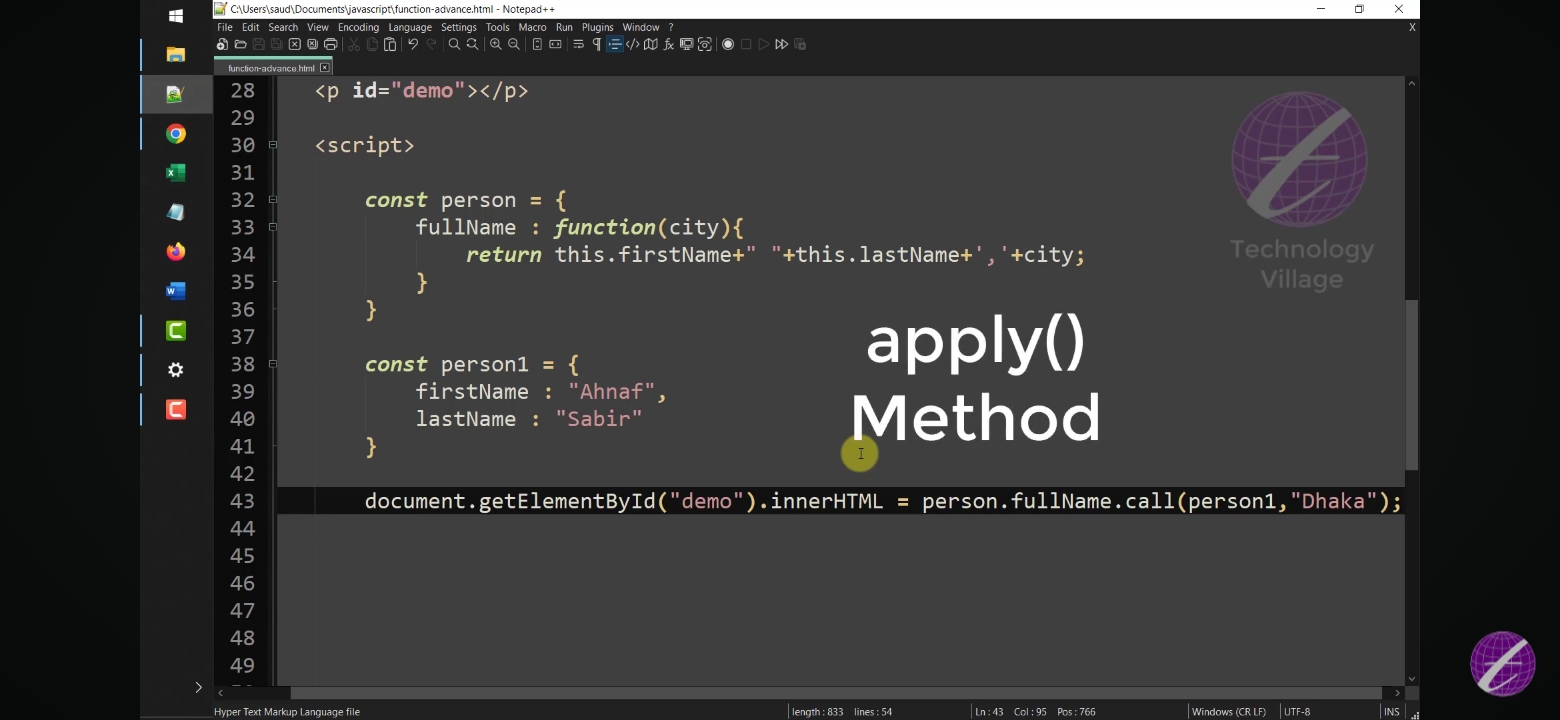 C:\Users\saud\Documents\javascript\function-advance.html - Notepad++
File Edit Search View Encoding Language Settings Tools Macro Run Plugins Window ? X
function-advance.html
28 <p id="demo"></p>
29
30 <script>
31
32 const person = {
33 fullName : function(city){
34 return this.firstName+" "+this.lastName+','+city;
35 }
36 }
37
38 const person1 = {
39 firstName : "Ahnaf",
40 lastName : "Sabir"
41 }
42
43 document.getElementById("demo").innerHTML = person.fullName.call(person1,"Dhaka");
44
45
46
47
48
49
Technology
Village
apply()
Method
Hyper Text Markup Language file length : 833 lines : 54 Ln : 43 Col : 95 Pos : 766 Windows (CR LF) UTF-8 INS